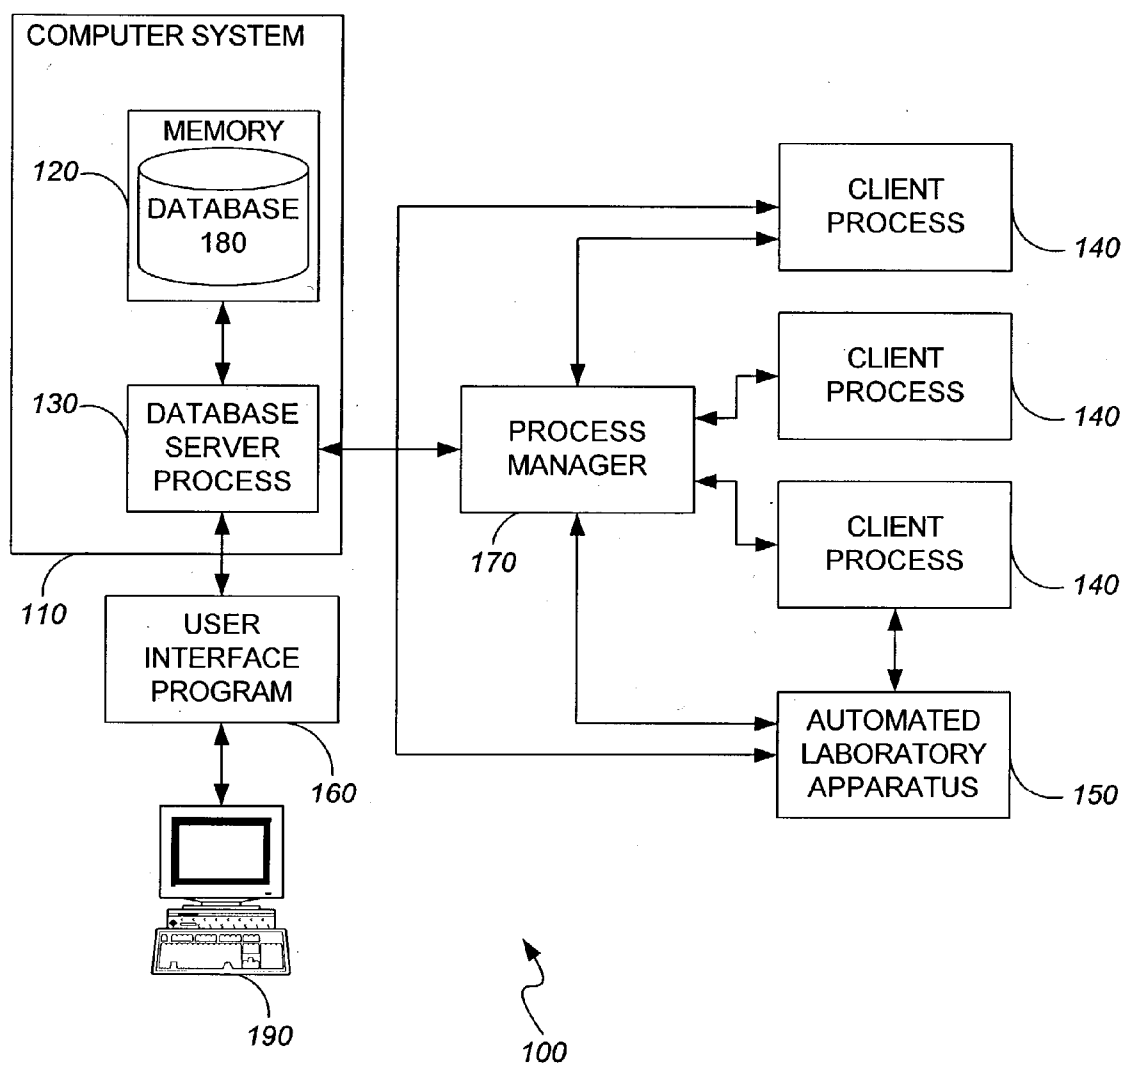 COMPUTER SYSTEM
MEMORY
120
DATABASE
180
130
DATABASE
SERVER
PROCESS
110
USER
INTERFACE
PROGRAM
160
190
PROCESS
MANAGER
170
CLIENT
PROCESS
140
CLIENT
PROCESS
140
CLIENT
PROCESS
140
AUTOMATED
LABORATORY
APPARATUS
150
100